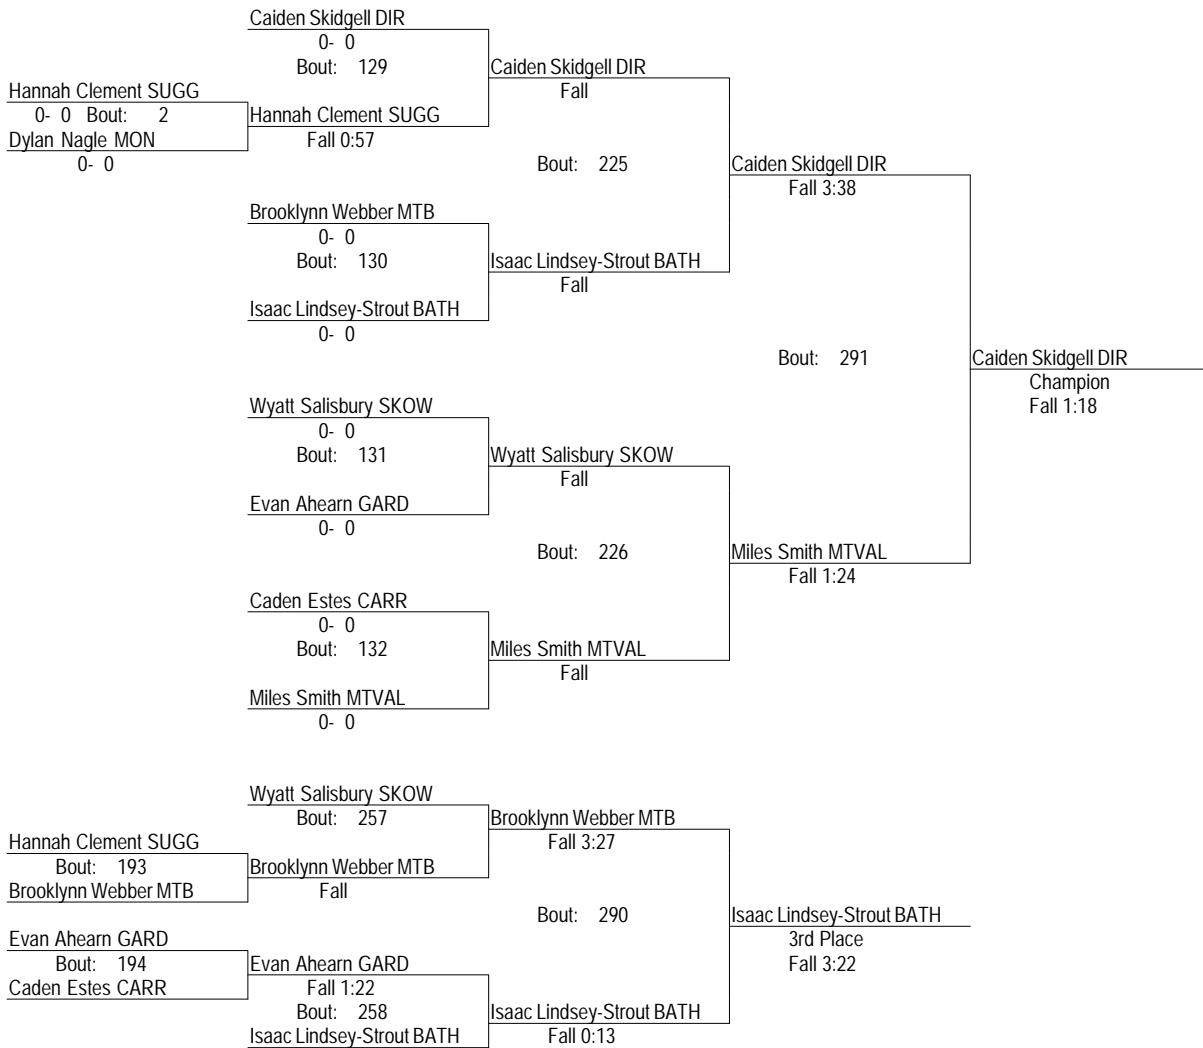 Caiden Skidgell DIR
0- 0
Bout: 129
Caiden Skidgell DIR
Fall
Hannah Clement SUGG
0- 0 Bout: 2
Hannah Clement SUGG
Dylan Nagle MON
Fall 0:57
0- 0
Bout: 225
Caiden Skidgell DIR
Fall 3:38
Brooklynn Webber MTB
0- 0
Bout: 130
Isaac Lindsey-Strout BATH
Fall
Isaac Lindsey-Strout BATH
0- 0
Bout: 291
Caiden Skidgell DIR
Champion
Fall 1:18
Wyatt Salisbury SKOW
0- 0
Bout: 131
Wyatt Salisbury SKOW
Fall
Evan Ahearn GARD
0- 0
Bout: 226
Miles Smith MTVAL
Fall 1:24
Caden Estes CARR
0- 0
Bout: 132
Miles Smith MTVAL
Fall
Miles Smith MTVAL
0- 0
Wyatt Salisbury SKOW
Bout: 257
Brooklynn Webber MTB
Fall 3:27
Hannah Clement SUGG
Bout: 193
Brooklynn Webber MTB
Brooklynn Webber MTB
Fall
Bout: 290
Isaac Lindsey-Strout BATH
3rd Place
Fall 3:22
Evan Ahearn GARD
Bout: 194
Evan Ahearn GARD
Caden Estes CARR
Fall 1:22
Bout: 258
Isaac Lindsey-Strout BATH
Isaac Lindsey-Strout BATH
Fall 0:13